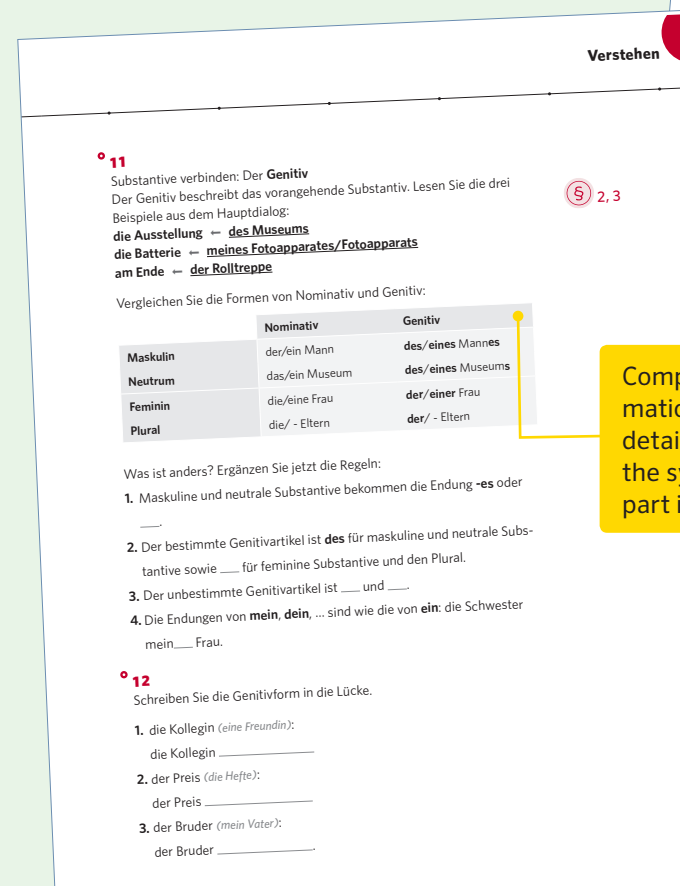 Verstehen
11
Substantive verbinden: Der Genitiv
Der Genitiv beschreibt das vorangehende Substantiv. Lesen Sie die drei
Beispiele aus dem Hauptdialog:
§ 2, 3
die Ausstellung ← des Museums
die Batterie ← meines Fotoapparates/Fotoapparats
am Ende ← der Rolltreppe
Vergleichen Sie die Formen von Nominativ und Genitiv:
Nominativ Genitiv
Maskulin der/ein Mann des/eines Mannes
Neutrum das/ein Museum des/eines Museums
Feminin die/eine Frau der/einer Frau
Plural die/ - Eltern der/ - Eltern
Was ist anders? Ergänzen Sie jetzt die Regeln:
1. Maskuline und neutrale Substantive bekommen die Endung -es oder
___.
2. Der bestimmte Genitivartikel ist des für maskuline und neutrale Subs-
tantive sowie ___ für feminine Substantive und den Plural.
3. Der unbestimmte Genitivartikel ist ___ und ___.
4. Die Endungen von mein, dein, ... sind wie die von ein: die Schwester
mein___ Frau.
12
Schreiben Sie die Genitivform in die Lücke.
1. die Kollegin (eine Freundin):
die Kollegin ______________
2. der Preis (die Hefte):
der Preis ________________
3. der Bruder (mein Vater):
der Bruder ______________.
Comp
matic
detai
the sy
part i